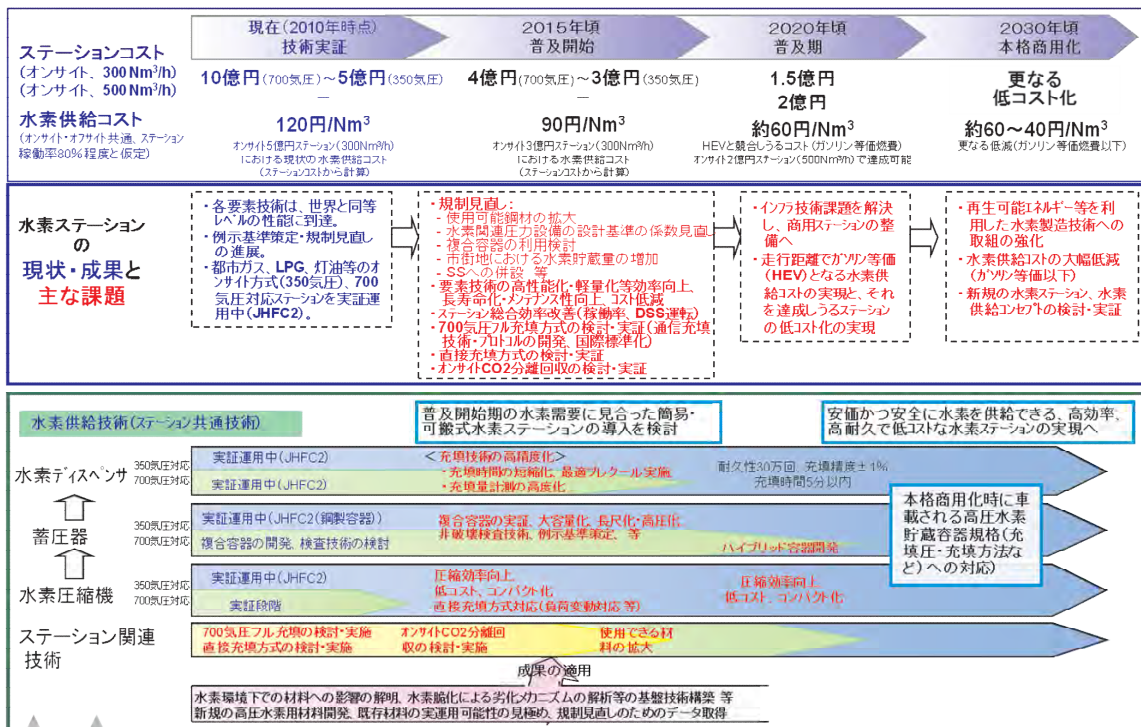 現在(2010年時点)
技術実証
2015年頃
普及開始
2020年頃
普及期
2030年頃
本格商用化
ステーションコスト
(オンサイト、300Nm³/h)
(オンサイト、500Nm³/h)
10億円(700気圧)～5億円(350気圧)
―
4億円(700気圧)～3億円(350気圧)
―
1.5億円
2億円
更なる
低コスト化
水素供給コスト
(オンサイト・オフサイト共通、ステーション
稼働率80%程度と仮定)
120円/Nm³
オンサイト5億円ステーション(300Nm³/h)
における現状の水素供給コスト
(ステーションコストから計算)
90円/Nm³
オンサイト3億円ステーション(300Nm³/h)
における水素供給コスト
(ステーションコストから計算)
約60円/Nm³
HEVと競合しうるコスト(ガソリン等価燃費)
オンサイト2億円ステーション(500Nm³/h)で達成可能
約60～40円/Nm³
更なる低減(ガソリン等価燃費以下)
水素ステーション
の
現状・成果と
主な課題
・各要素技術は、世界と同等
レベルの性能に到達。
・例示基準策定・規制見直し
の進展。
・都市ガス、LPG、灯油等のオ
ンサイト方式(350気圧)、700
気圧対応ステーションを実証運
用中(JHFC2)。
・規制見直し:
- 使用可能鋼材の拡大
- 水素関連圧力設備の設計基準の係数見直し
- 複合容器の利用検討
- 市街地における水素貯蔵量の増加
- SSへの併設 等
・要素技術の高性能化・軽量化等効率向上、
長寿命化・メンテナンス性向上、コスト低減
・ステーション総合効率改善(稼働率、DSS運転)
・700気圧フル充填方式の検討・実証(通信充填
技術・プロトコルの開発、国際標準化)
・直接充填方式の検討・実証
・オンサイトCO2分離回収の検討・実証
・インフラ技術課題を解決
し、商用ステーションの整
備へ
・走行距離でガソリン等価
(HEV)となる水素供
給コストの実現と、それ
を達成しうるステーション
の低コスト化の実現
・再生可能エネルギー等を利
用した水素製造技術への
取組の強化
・水素供給コストの大幅低減
(ガソリン等価以下)
・新規の水素ステーション、水素
供給コンセプトの検討・実証
水素供給技術(ステーション共通技術)
普及開始期の水素需要に見合った簡易・
可搬式水素ステーションの導入を検討
安価かつ安全に水素を供給できる、高効率、
高耐久で低コストな水素ステーションの実現へ
水素ディスペンサ
350気圧対応
700気圧対応
実証運用中(JHFC2)
実証運用中(JHFC2)
＜充填技術の高精度化＞
・充填時間の短縮化、最適プレクール実施
・充填量計測の高度化
耐久性30万回、充填精度±1%
充填時間5分以内
蓄圧器
350気圧対応
700気圧対応
実証運用中(JHFC2(鋼製容器))
複合容器の開発、検査技術の検討
複合容器の実証、大容量化、長尺化・高圧化
非破壊検査技術、例示基準策定、等
ハイブリッド容器開発
本格商用化時に車
載される高圧水素
貯蔵容器規格(充
填圧・充填方法な
ど)への対応)
水素圧縮機
350気圧対応
700気圧対応
実証運用中(JHFC2)
実証段階
圧縮効率向上
低コスト、コンパクト化
直接充填方式対応(負荷変動対応 等)
圧縮効率向上
低コスト、コンパクト化
ステーション関連
技術
700気圧フル充填の検討・実施
直接充填方式の検討・実施
オンサイトCO2分離回
収の検討・実施
使用できる材
料の拡大
成果の適用
水素環境下での材料への影響の解明、水素脆化による劣化メカニズムの解析等の基盤技術構築 等
新規の高圧水素用材料開発、既存材料の実運用可能性の見極め、規制見直しのためのデータ取得